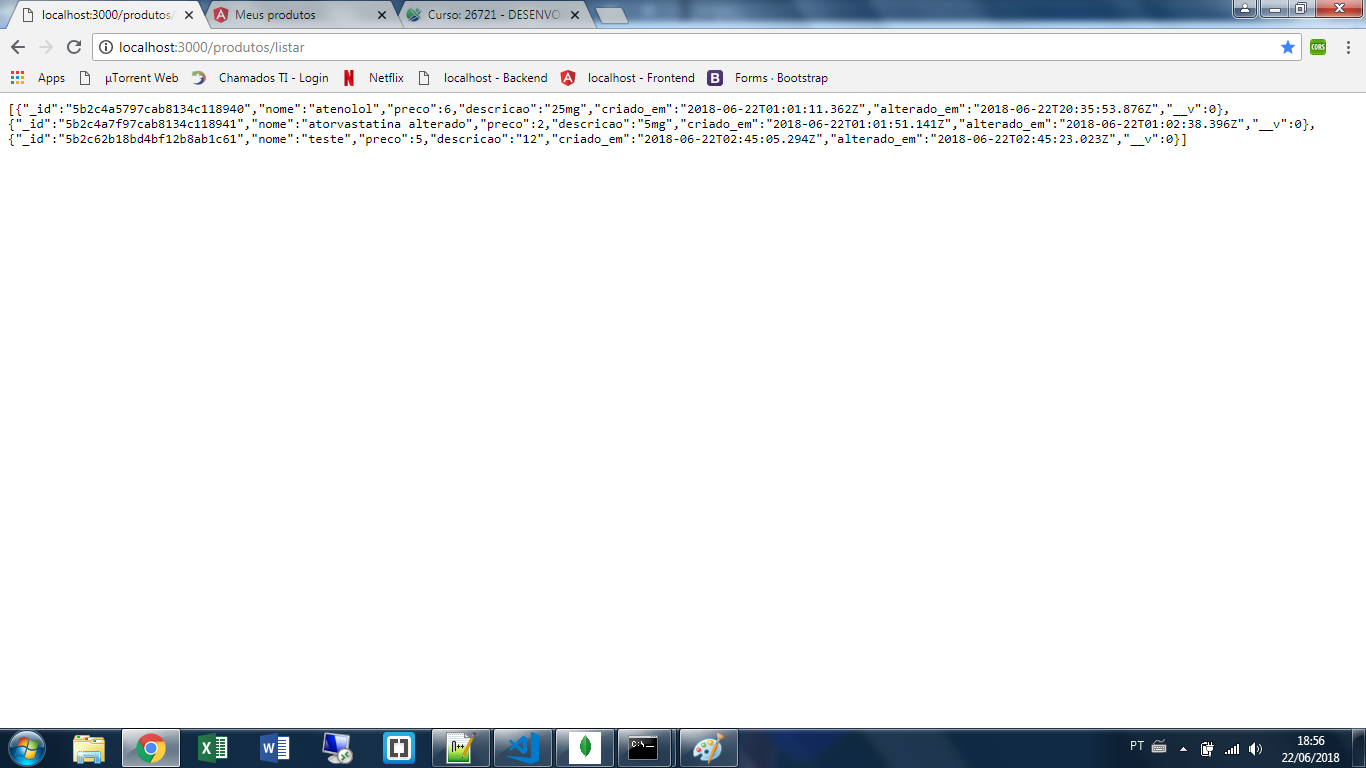 localhost:3000/produtos/
Meus produtos
Curso: 26721 - DESENVO
localhost:3000/produtos/listar
CORS
Apps
µTorrent Web
Chamados TI - Login
Netflix
localhost - Backend
localhost - Frontend
Forms · Bootstrap
[{"_id":"5b2c4a5797cab8134c118940","nome":"atenolol","preco":6,"descricao":"25mg","criado_em":"2018-06-22T01:01:11.362Z","alterado_em":"2018-06-22T20:35:53.876Z","__v":0},
{"_id":"5b2c4a7f97cab8134c118941","nome":"atorvastatina alterado","preco":2,"descricao":"5mg","criado_em":"2018-06-22T01:01:51.141Z","alterado_em":"2018-06-22T01:02:38.396Z","__v":0},
{"_id":"5b2c62b18bd4bf12b8ab1c61","nome":"teste","preco":5,"descricao":"12","criado_em":"2018-06-22T02:45:05.294Z","alterado_em":"2018-06-22T02:45:23.023Z","__v":0}]
PT
18:56
22/06/2018